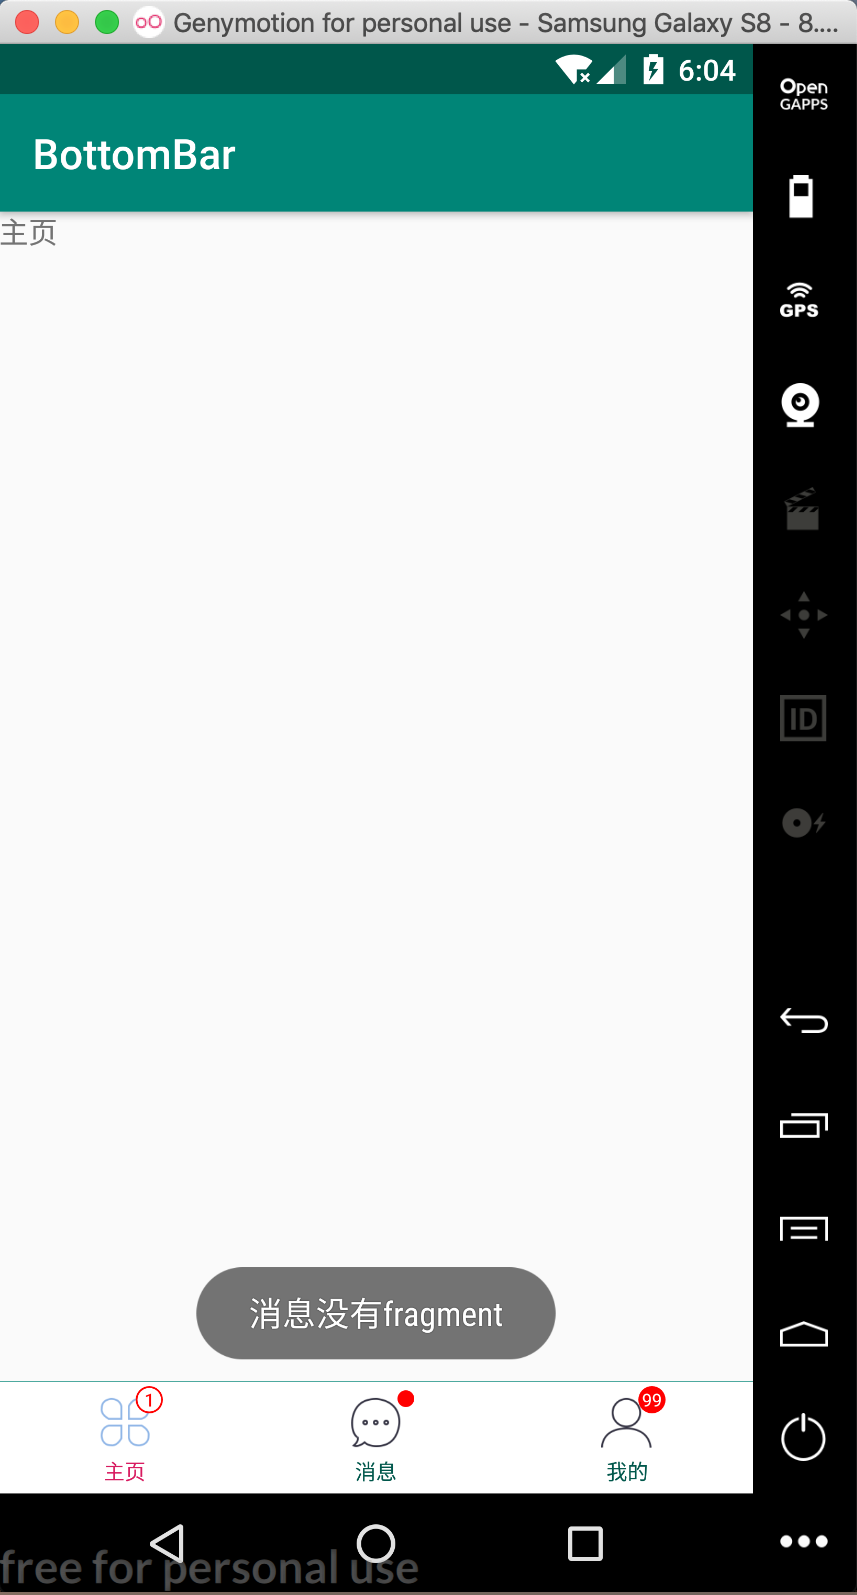 Genymotion for personal use - Samsung Galaxy S8 - 8....
6:04
Open
GAPPS
BottomBar
主页
GPS
ID
消息没有fragment
1
99
主页
消息
我的
free for personal use